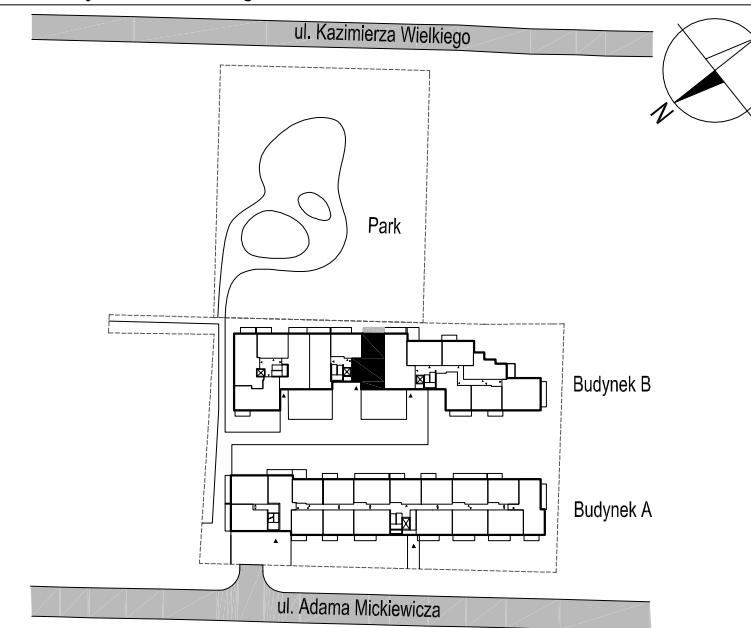 ul. Kazimierza Wielkiego
N
Park
Budynek B
Budynek A
ul. Adama Mickiewicza